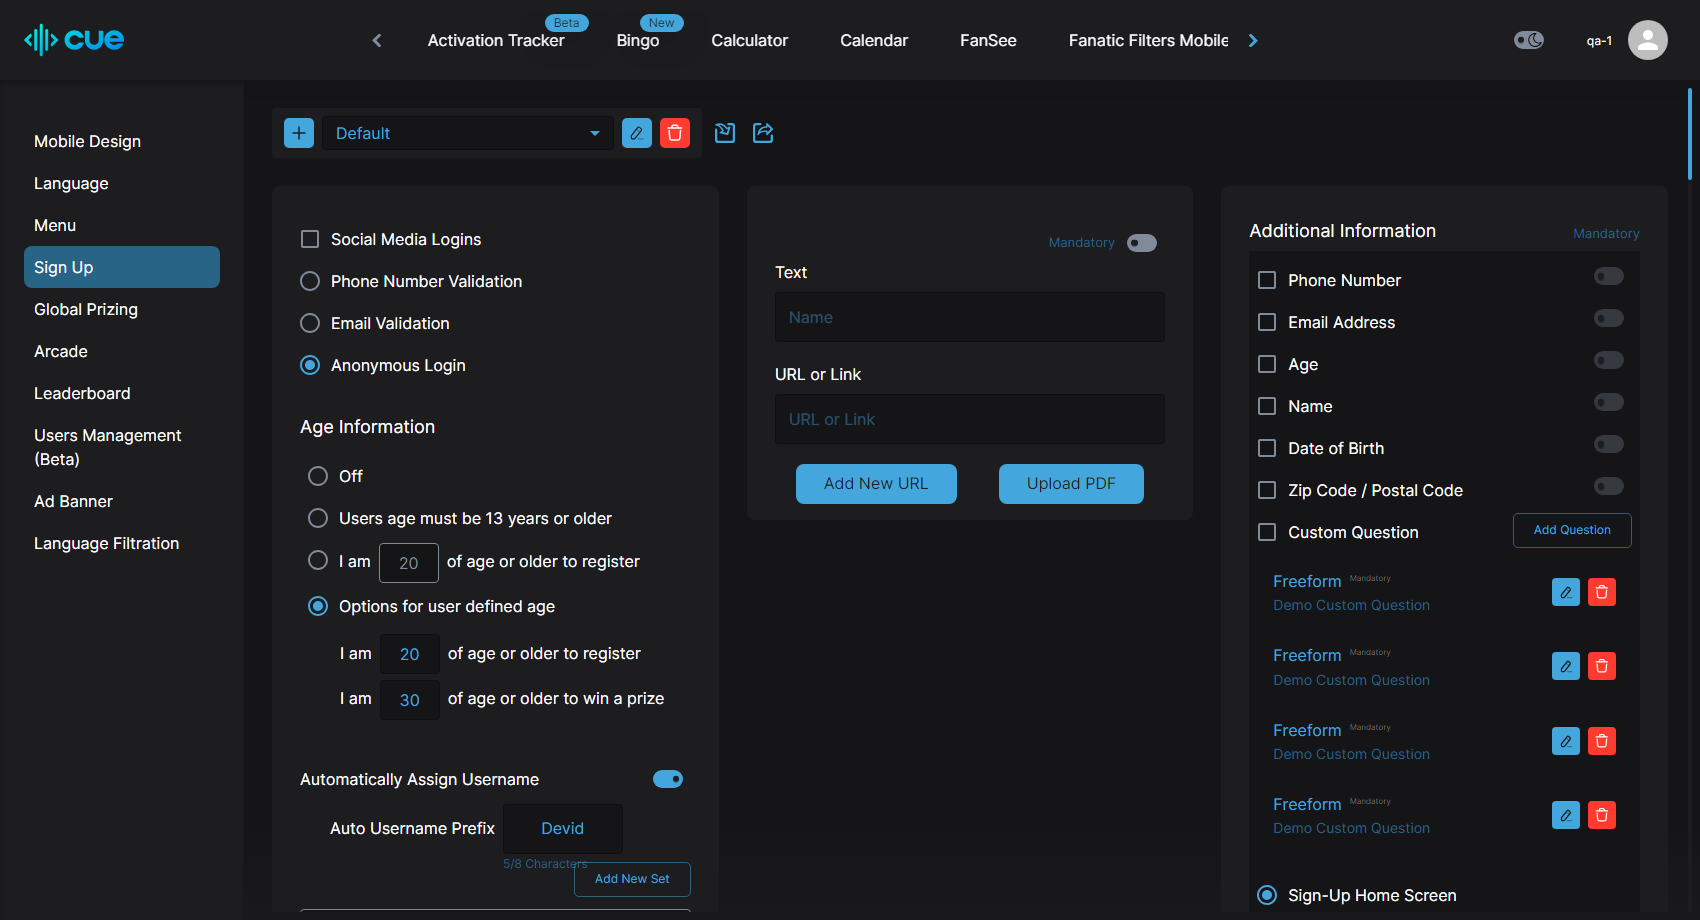 cue
Activation Tracker
Beta
Bingo
New
Calculator
Calendar
FanSee
Fanatic Filters Mobile
qa-1
Mobile Design
Language
Menu
Sign Up
Global Prizing
Arcade
Leaderboard
Users Management
(Beta)
Ad Banner
Language Filtration
Default
Social Media Logins
Phone Number Validation
Email Validation
Anonymous Login
Age Information
Off
Users age must be 13 years or older
I am 20 of age or older to register
Options for user defined age
I am 20 of age or older to register
I am 30 of age or older to win a prize
Automatically Assign Username
Auto Username Prefix Devid
5/8 Characters
Add New Set
Mandatory
Text
Name
URL or Link
URL or Link
Add New URL
Upload PDF
Additional Information
Mandatory
Phone Number
Email Address
Age
Name
Date of Birth
Zip Code / Postal Code
Custom Question
Add Question
Freeform Mandatory
Demo Custom Question
Freeform Mandatory
Demo Custom Question
Freeform Mandatory
Demo Custom Question
Freeform Mandatory
Demo Custom Question
Sign-Up Home Screen